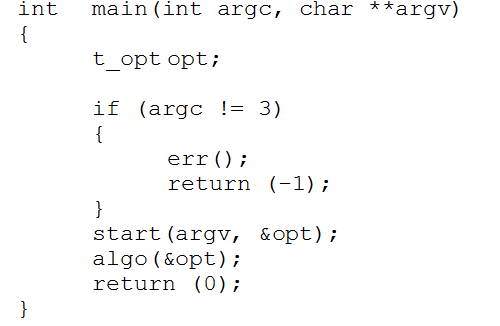 int main(int argc, char **argv)
{
t_opt opt;
if (argc != 3)
{
err();
return (-1);
}
start(argv, &opt);
algo(&opt);
return (0);
}